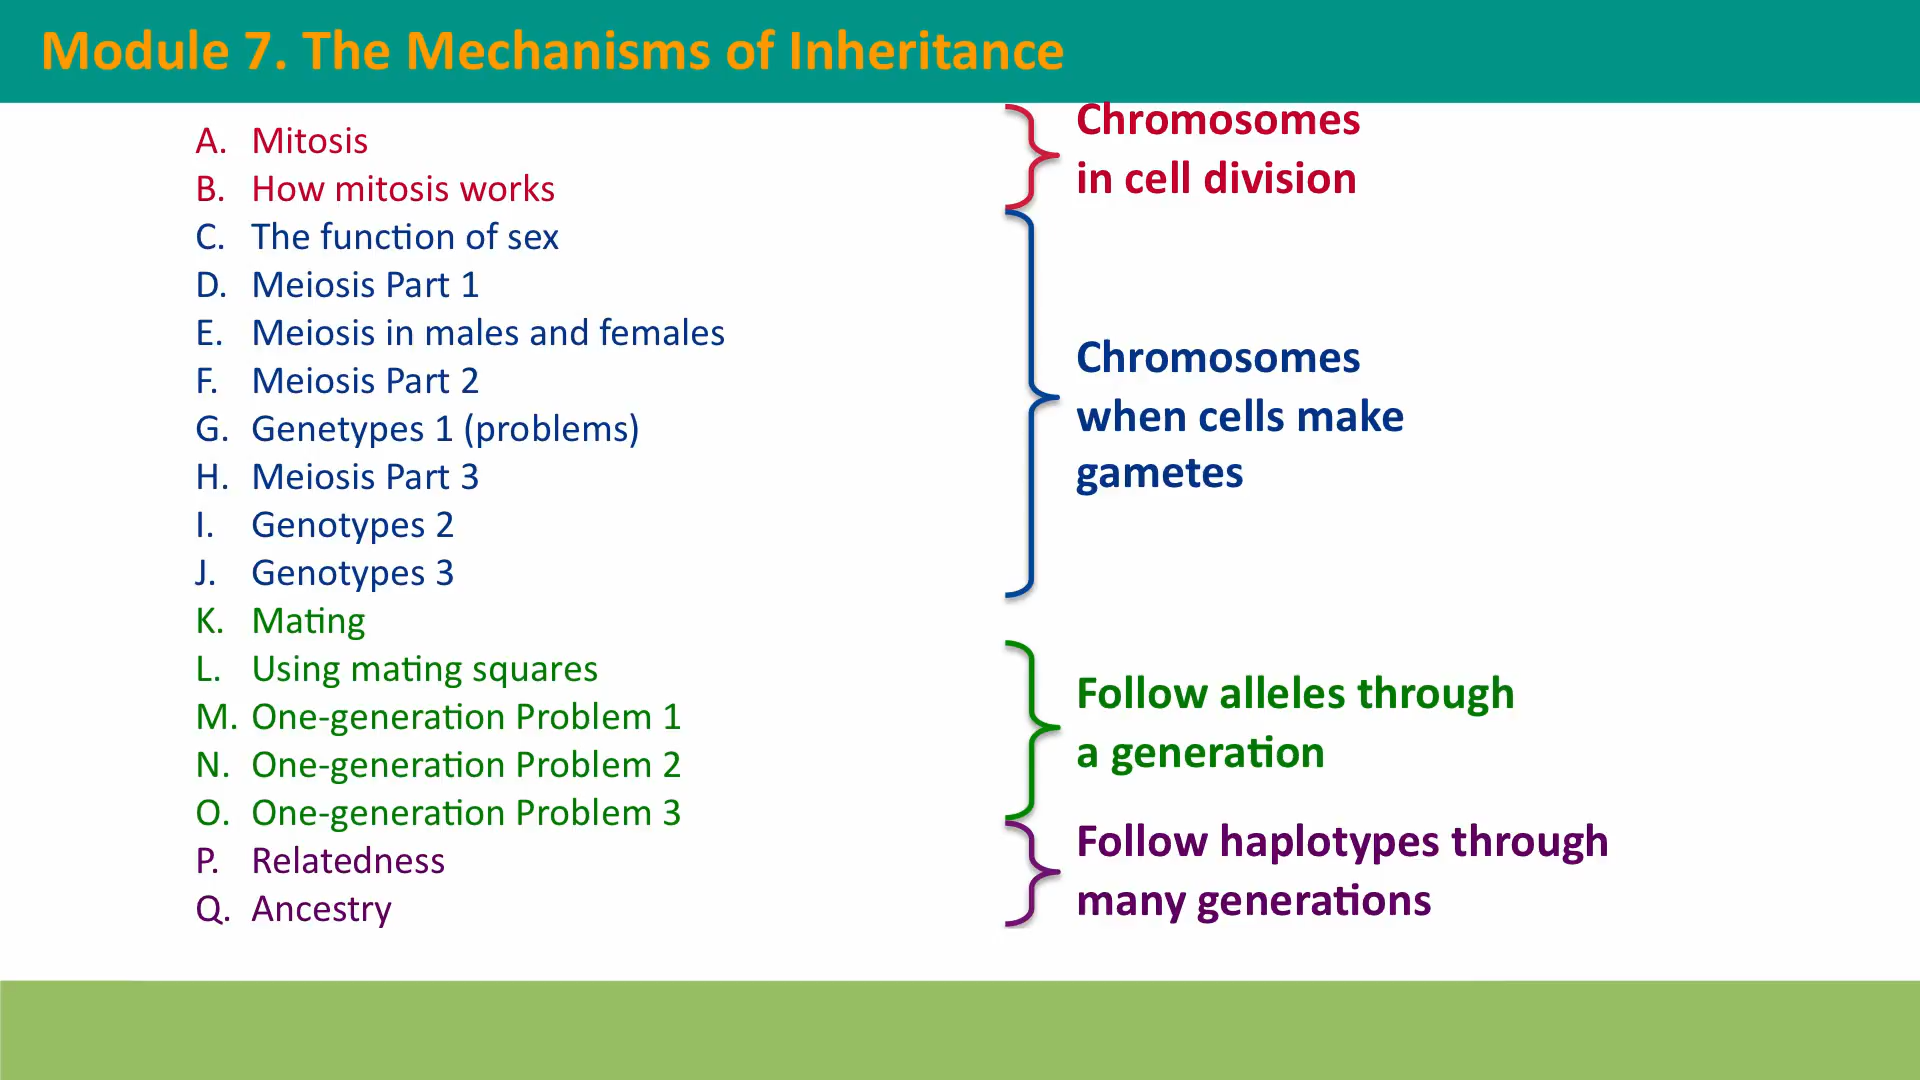 Module 7. The Mechanisms of Inheritance
A. Mitosis
B. How mitosis works
C. The function of sex
D. Meiosis Part 1
E. Meiosis in males and females
F. Meiosis Part 2
G. Genetypes 1 (problems)
H. Meiosis Part 3
I. Genotypes 2
J. Genotypes 3
K. Mating
L. Using mating squares
M. One-generation Problem 1
N. One-generation Problem 2
O. One-generation Problem 3
P. Relatedness
Q. Ancestry
Chromosomes
in cell division
Chromosomes
when cells make
gametes
Follow alleles through
a generation
Follow haplotypes through
many generations